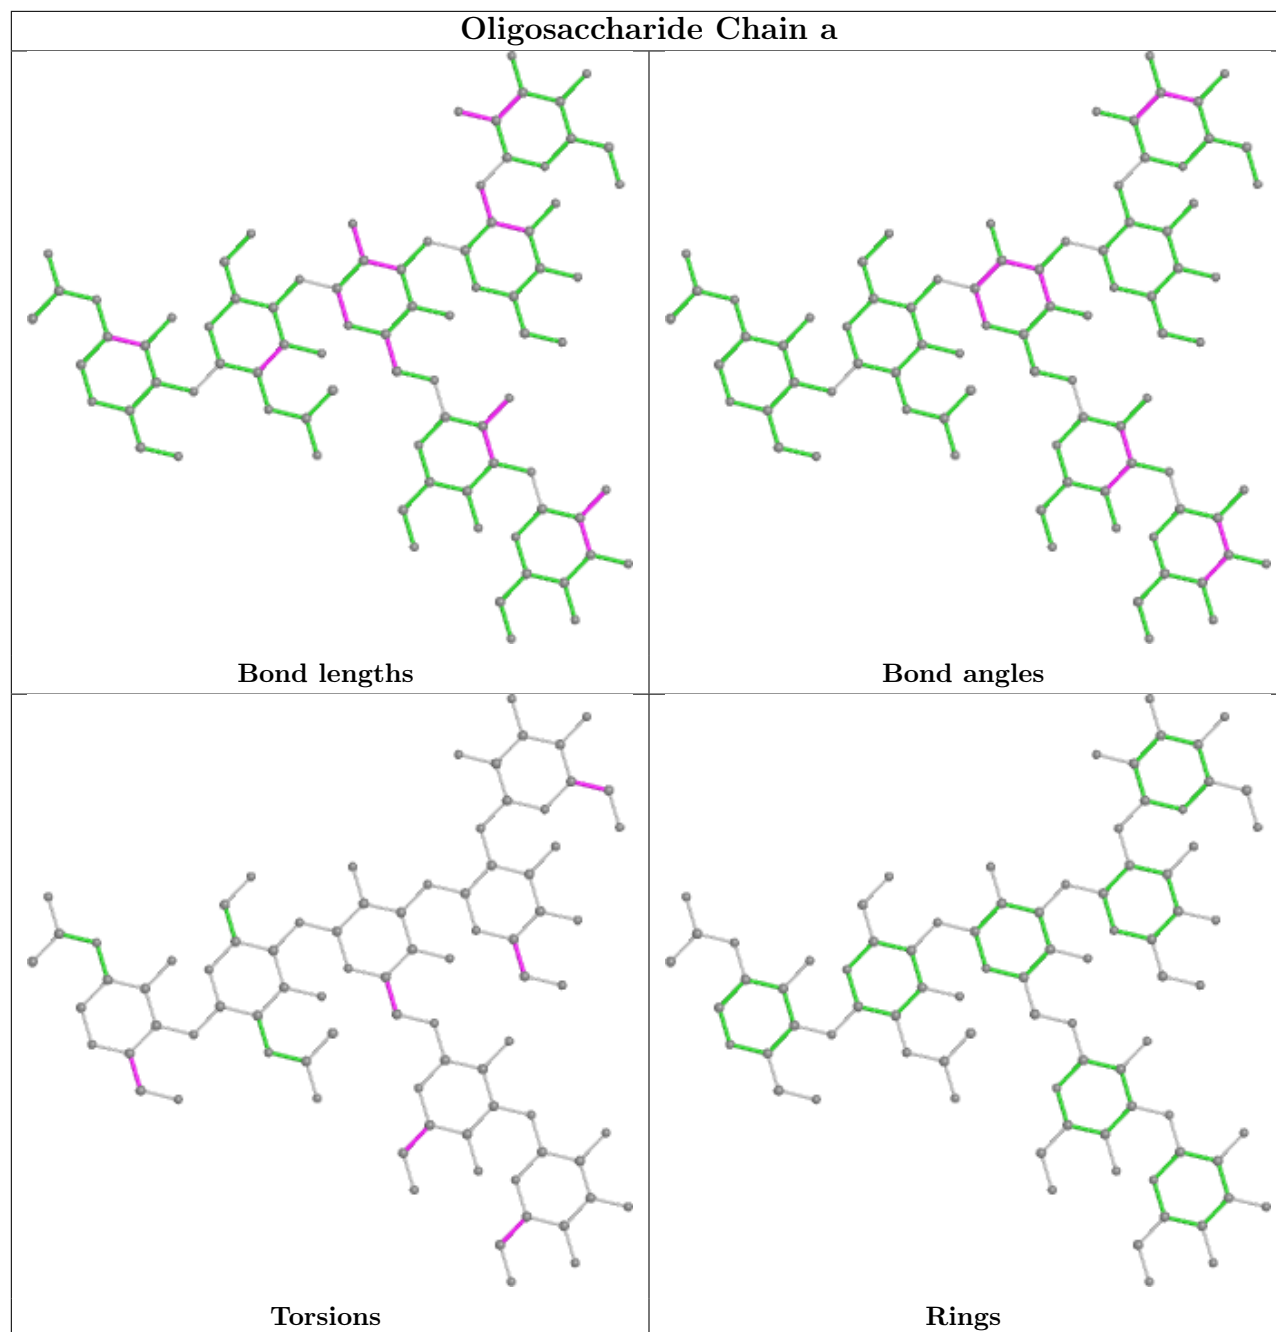 Oligosaccharide Chain a
Bond lengths
Bond angles
Torsions
Rings